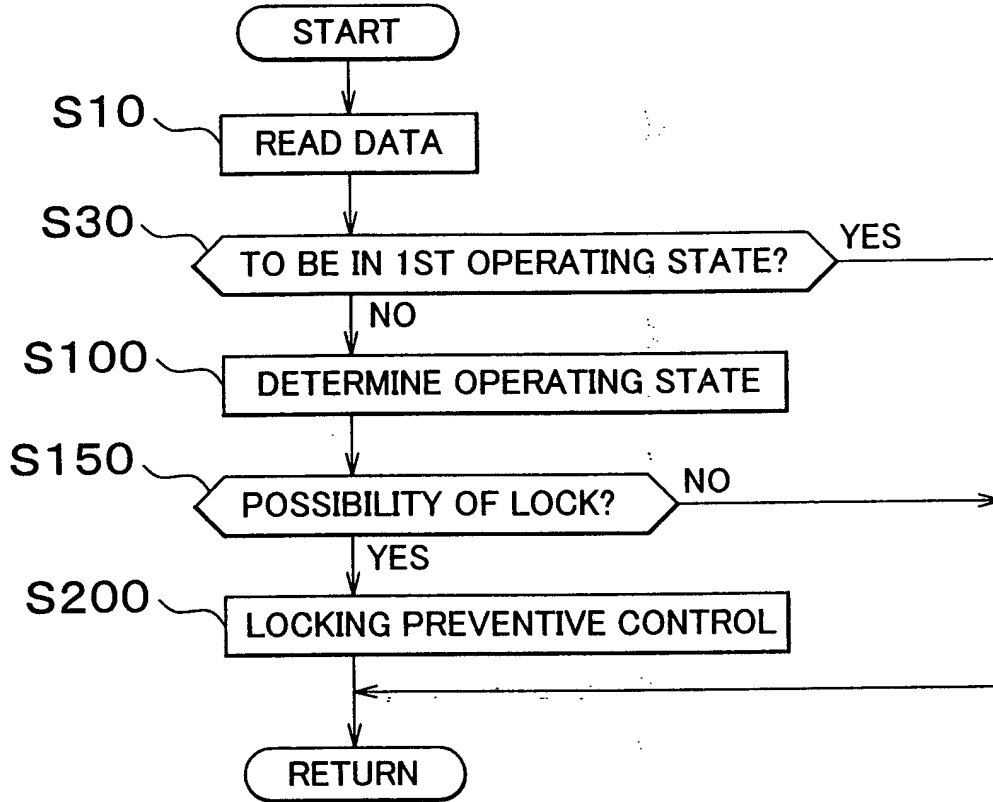 START
S10
READ DATA
S30
TO BE IN 1ST OPERATING STATE?
YES
NO
S100
DETERMINE OPERATING STATE
S150
POSSIBILITY OF LOCK?
NO
YES
S200
LOCKING PREVENTIVE CONTROL
RETURN